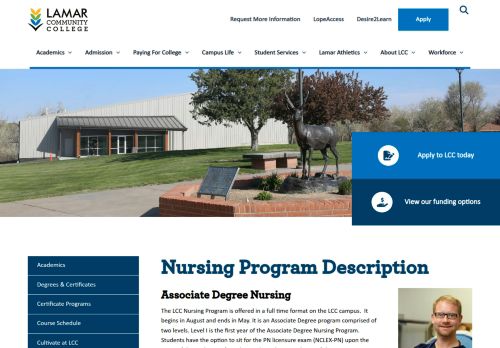 LAMAR
COMMUNITY
COLLEGE
Request More Information LopeAccess Desire2Learn Apply
Academics Admission Paying For College Campus Life Student Services Lamar Athletics About LCC Workforce
Apply to LCC today
View our funding options
Academics
Degrees & Certificates
Certificate Programs
Course Schedule
Cultivate at LCC
Nursing Program Description
Associate Degree Nursing
The LCC Nursing Program is offered in a full time format on the LCC campus. It
begins in August and ends in May. It is an Associate Degree program comprised of
two levels. Level I is the first year of the Associate Degree Nursing Program.
Students have the option to sit for the PN licensure exam (NCLEX-PN) upon the